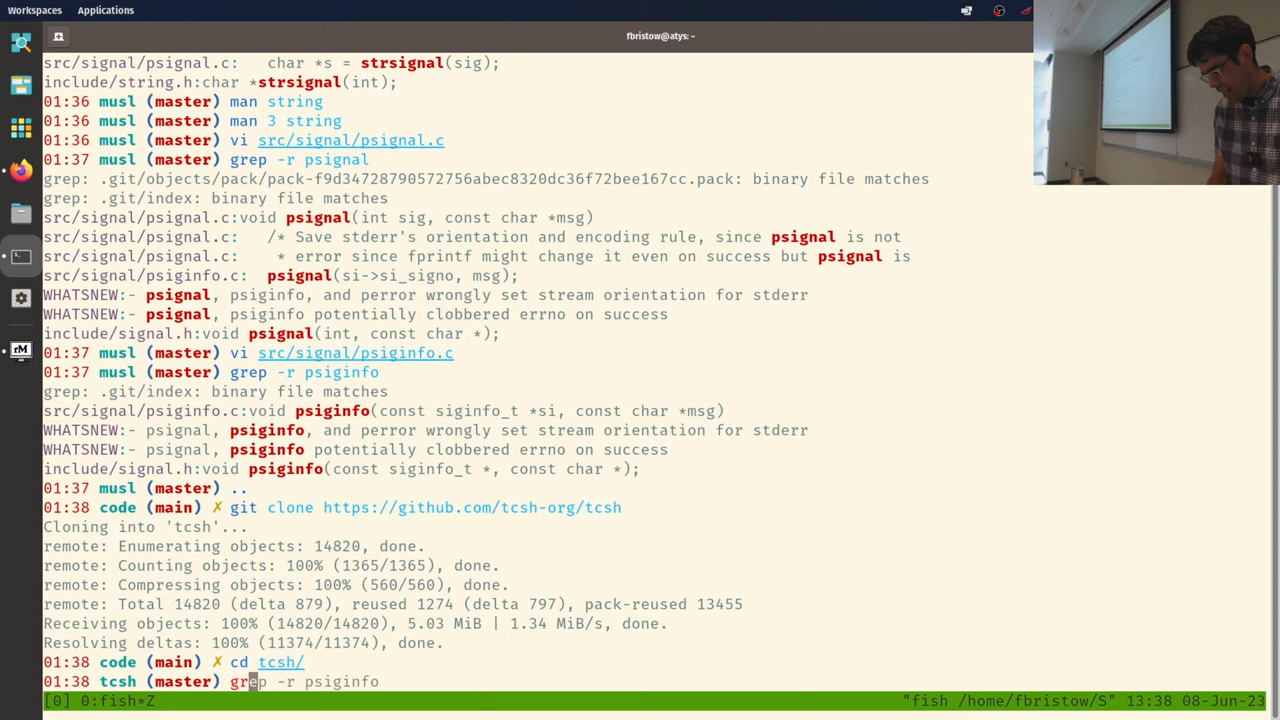 Workspaces Applications
fbristow@atys: ~
src/signal/psignal.c:   char *s = strsignal(sig);
include/string.h:char *strsignal(int);
01:36 musl (master) man string
01:36 musl (master) man 3 string
01:36 musl (master) vi src/signal/psignal.c
01:37 musl (master) grep -r psignal
grep: .git/objects/pack/pack-f9d34728790572756abec8320dc36f72bee167cc.pack: binary file matches
grep: .git/index: binary file matches
src/signal/psignal.c:void psignal(int sig, const char *msg)
src/signal/psignal.c:   /* Save stderr's orientation and encoding rule, since psignal is not
src/signal/psignal.c:    * error since fprintf might change it even on success but psignal is
src/signal/psiginfo.c:  psignal(si->si_signo, msg);
WHATSNEW:- psignal, psiginfo, and perror wrongly set stream orientation for stderr
WHATSNEW:- psignal, psiginfo potentially clobbered errno on success
include/signal.h:void psignal(int, const char *);
01:37 musl (master) vi src/signal/psiginfo.c
01:37 musl (master) grep -r psiginfo
grep: .git/index: binary file matches
src/signal/psiginfo.c:void psiginfo(const siginfo_t *si, const char *msg)
WHATSNEW:- psignal, psiginfo, and perror wrongly set stream orientation for stderr
WHATSNEW:- psignal, psiginfo potentially clobbered errno on success
include/signal.h:void psiginfo(const siginfo_t *, const char *);
01:37 musl (master) ..
01:38 code (main) ✗ git clone https://github.com/tcsh-org/tcsh
Cloning into 'tcsh'...
remote: Enumerating objects: 14820, done.
remote: Counting objects: 100% (1365/1365), done.
remote: Compressing objects: 100% (560/560), done.
remote: Total 14820 (delta 879), reused 1274 (delta 797), pack-reused 13455
Receiving objects: 100% (14820/14820), 5.03 MiB | 1.34 MiB/s, done.
Resolving deltas: 100% (11374/11374), done.
01:38 code (main) ✗ cd tcsh/
01:38 tcsh (master) grep -r psiginfo
[0] 0:fish*Z "fish /home/fbristow/S" 13:38 08-Jun-23
rM